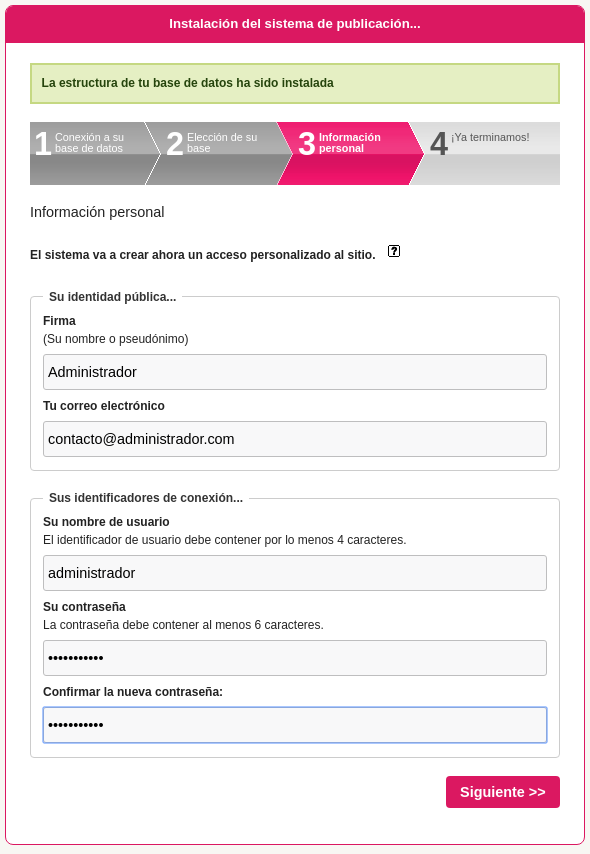 Instalación del sistema de publicación...
La estructura de tu base de datos ha sido instalada
1 Conexión a su
base de datos
2 Elección de su
base
3 Información
personal
4 ¡Ya terminamos!
Información personal
El sistema va a crear ahora un acceso personalizado al sitio. ?
Su identidad pública...
Firma
(Su nombre o pseudónimo)
Administrador
Tu correo electrónico
contacto@administrador.com
Sus identificadores de conexión...
Su nombre de usuario
El identificador de usuario debe contener por lo menos 4 caracteres.
administrador
Su contraseña
La contraseña debe contener al menos 6 caracteres.
•••••••••••
Confirmar la nueva contraseña:
•••••••••••
Siguiente >>